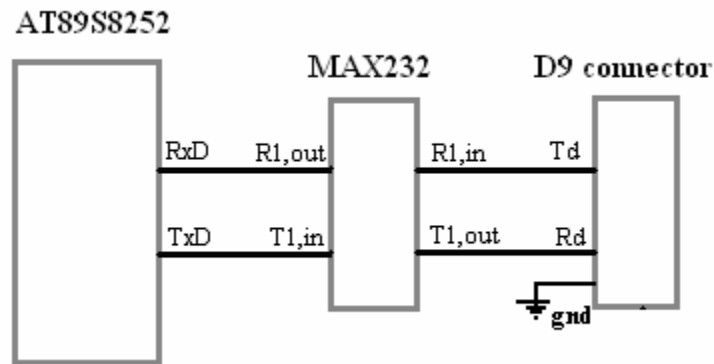 AT89S8252
MAX232
D9 connector
RxD
R1,out
R1,in
Td
TxD
T1,in
T1,out
Rd
gnd